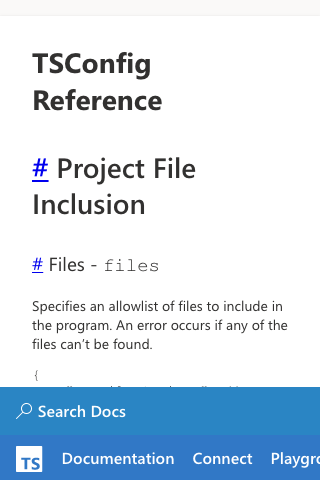 TSConfig
Reference
# Project File
Inclusion
# Files - files
Specifies an allowlist of files to include in
the program. An error occurs if any of the
files can’t be found.
{
Search Docs
TS Documentation Connect